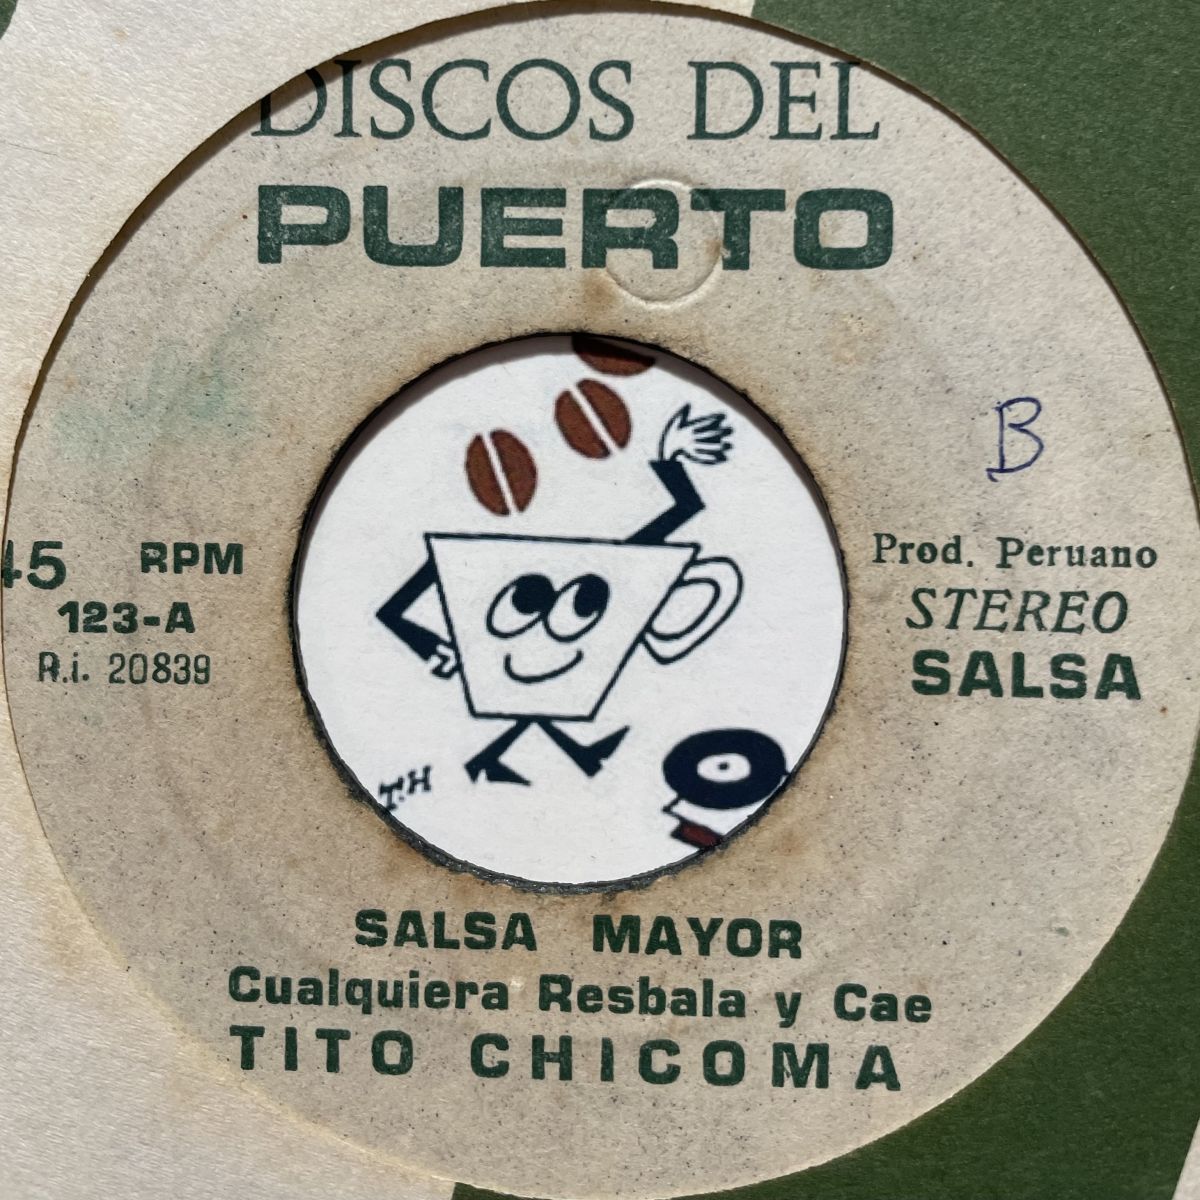 DISCOS DEL
PUERTO
B
45 RPM
123-A
R.i. 20839
Prod. Peruano
STEREO
SALSA
T.H
SALSA MAYOR
Cualquiera Resbala y Cae
TITO CHICOMA